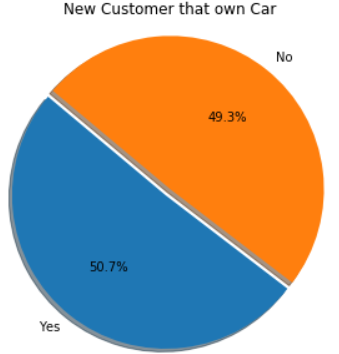 New Customer that own Car
No
49.3%
50.7%
Yes